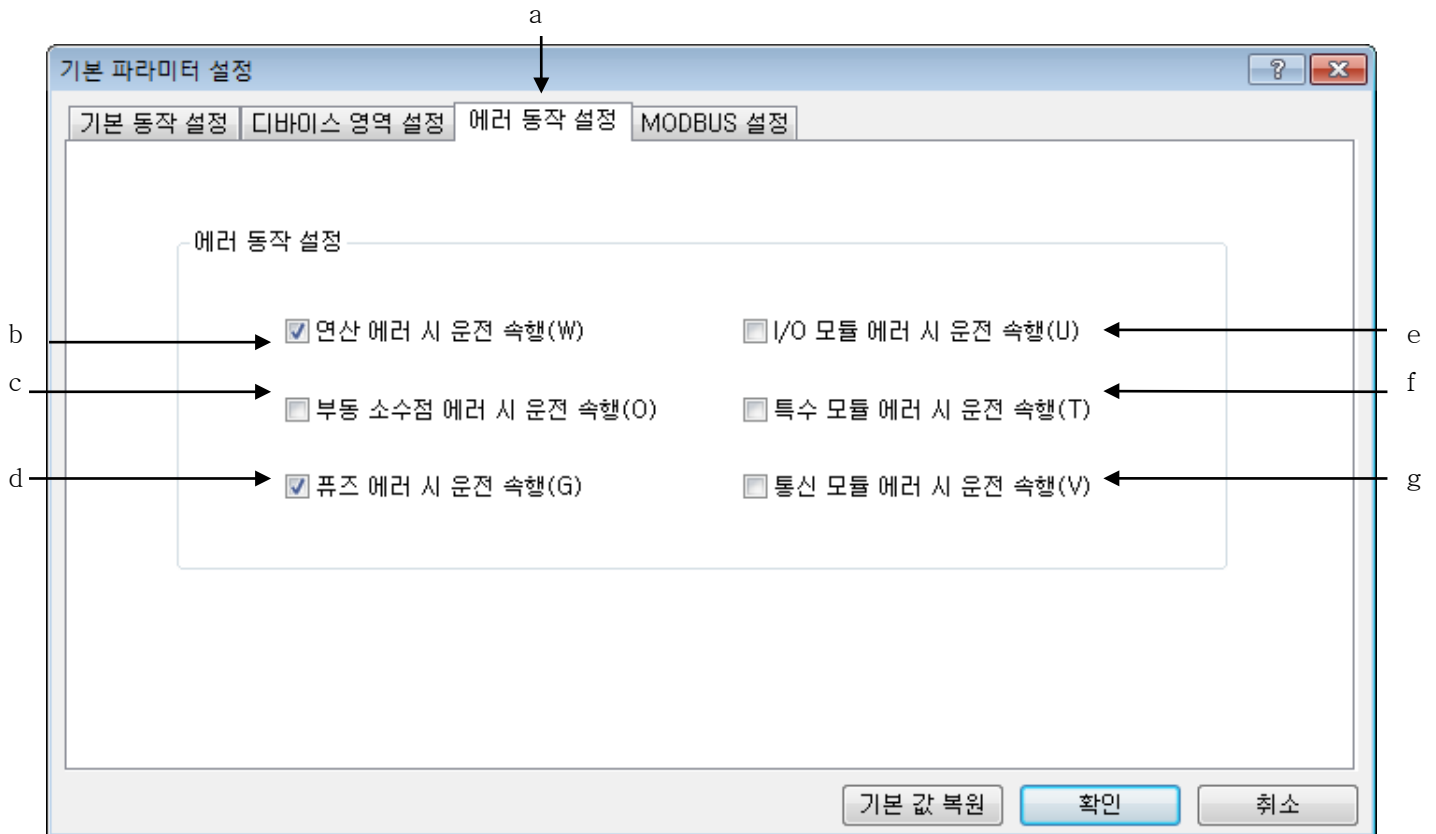 a
기본 파라미터 설정
기본 동작 설정 디바이스 영역 설정 에러 동작 설정 MODBUS 설정
에러 동작 설정
b 연산 에러 시 운전 속행(W) I/O 모듈 에러 시 운전 속행(U) e
c 부동 소수점 에러 시 운전 속행(O) 특수 모듈 에러 시 운전 속행(T) f
d 퓨즈 에러 시 운전 속행(G) 통신 모듈 에러 시 운전 속행(V) g
기본 값 복원 확인 취소